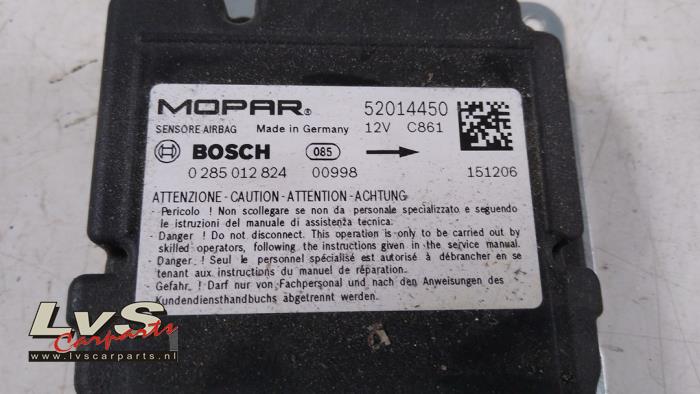 MOPAR® 52014450
SENSORE AIRBAG Made in Germany 12V C861
BOSCH 085
0 285 012 824 00998 151206
ATTENZIONE - CAUTION - ATTENTION - ACHTUNG
- Pericolo ! Non scollegare se non da personale specializzato e seguendo
le istruzioni del manuale di assistenza tecnica.
- Danger ! Do not disconnect. This operation is only to be carried out by
skilled operators, following the instructions given in the service manual.
- Danger . ! Seul le personnel spécialisé est autorisé à débrancher en se
tenant aux instructions du manuel de réparation.
- Gefahr . ! Darf nur von Fachpersonal und nach den Anweisungen des
Kundendiensthandbuchs abgetrennt werden.
LvS
Carparts
www.lvscarparts.nl